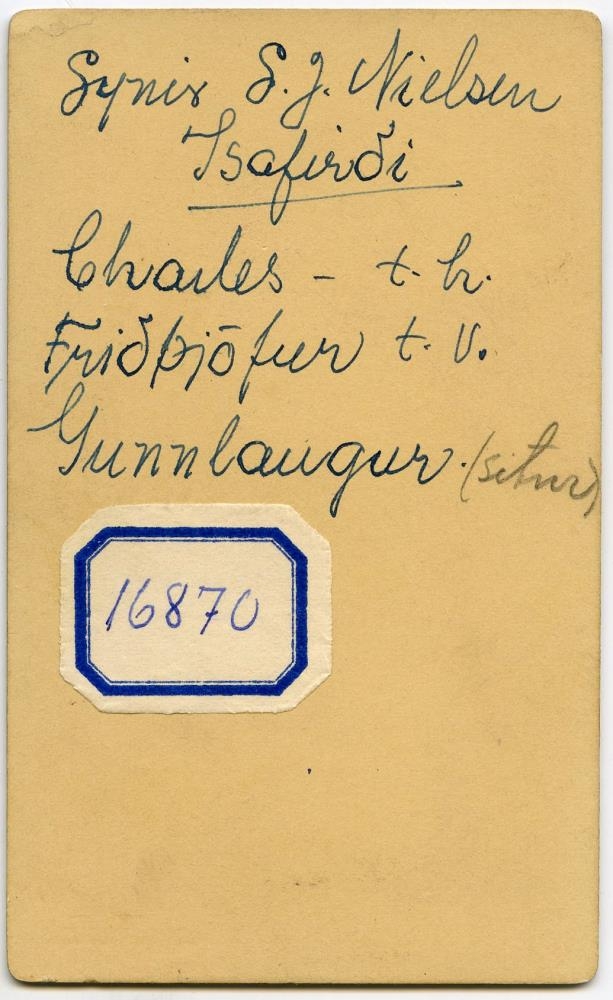 Synir S. J. Nielsen
Ísafirði
Charles - t. h.
Friðþjófur t. v.
Gunnlaugur. (situr)
16870